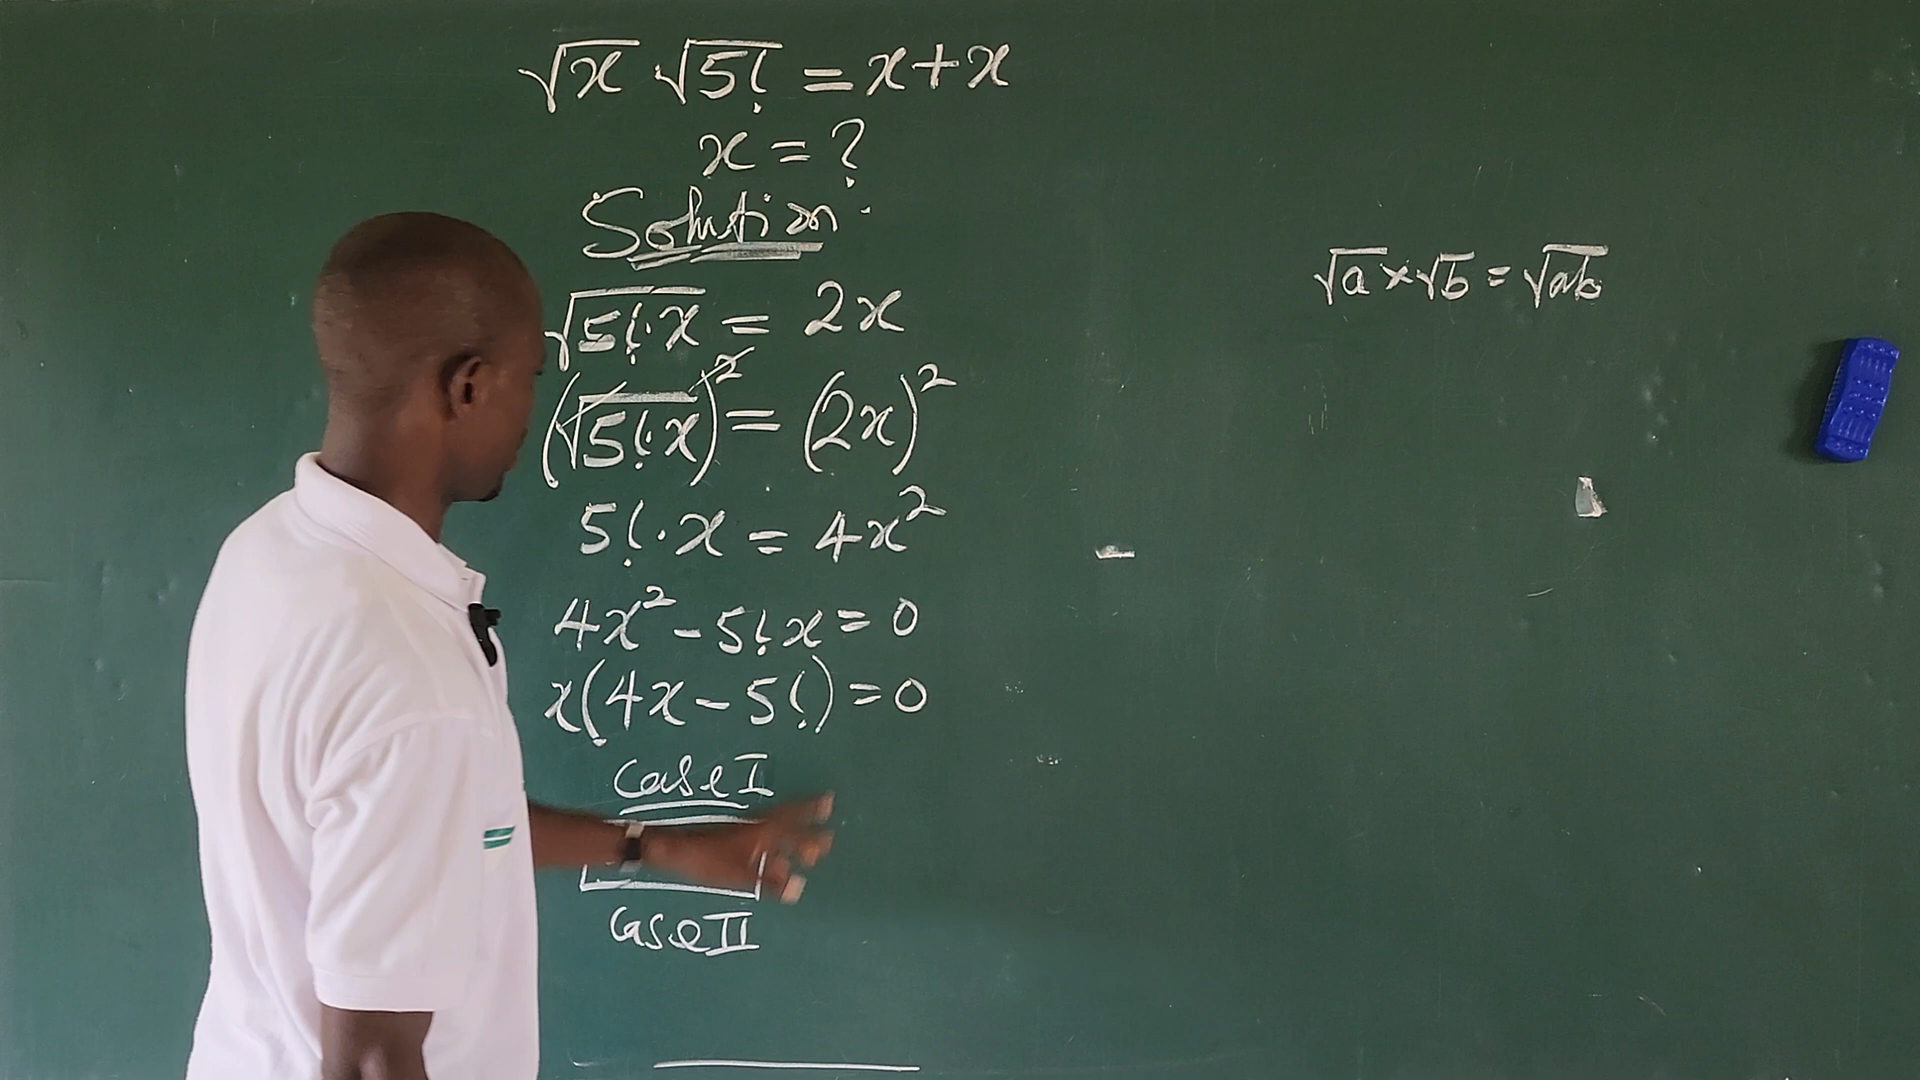 √x √5! = x+x
x = ?
Solution
√5!·x = 2x
(√5!·x)² = (2x)²
5!·x = 4x²
4x² - 5!x = 0
x(4x - 5!) = 0
Case I
Case II
√a × √b = √ab